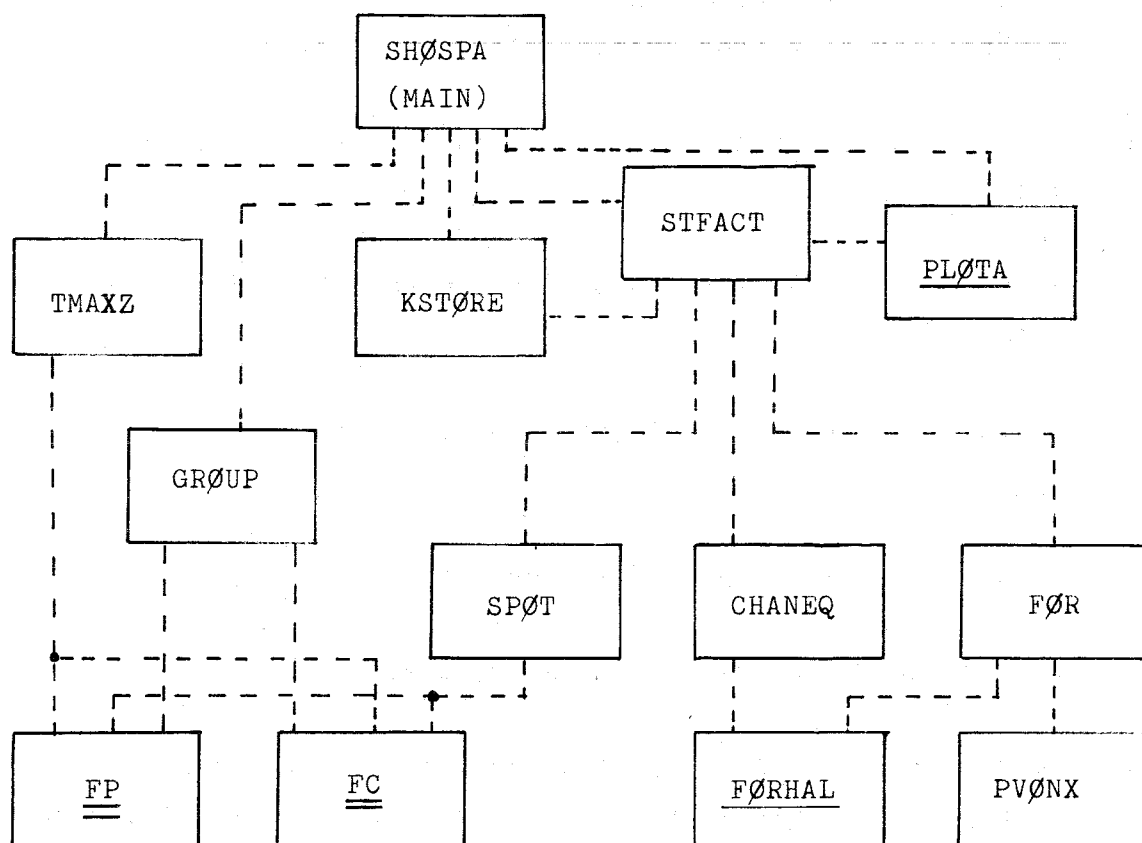 SHØSPA
(MAIN)
STFACT
PLØTA
TMAXZ
KSTØRE
GRØUP
SPØT
CHANEQ
FØR
FP
FC
FØRHAL
PVØNX